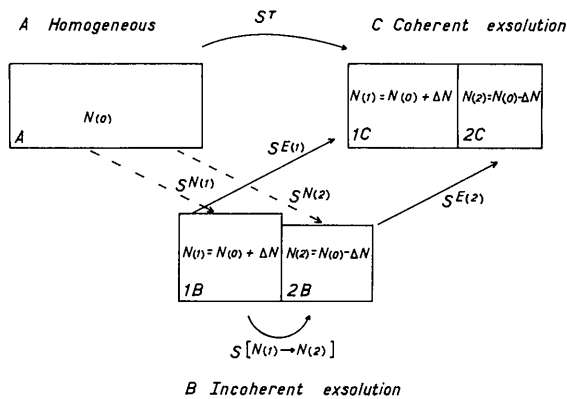 A Homogeneous
S^T
C Coherent exsolution
N(0)
A
N(1) = N(0) + ΔN
1C
N(2)=N(0)-ΔN
2C
S^E(1)
S^N(1)
S^N(2)
S^E(2)
N(1) = N(0) + ΔN
1B
N(2)=N(0)-ΔN
2B
S[N(1)→N(2)]
B Incoherent exsolution